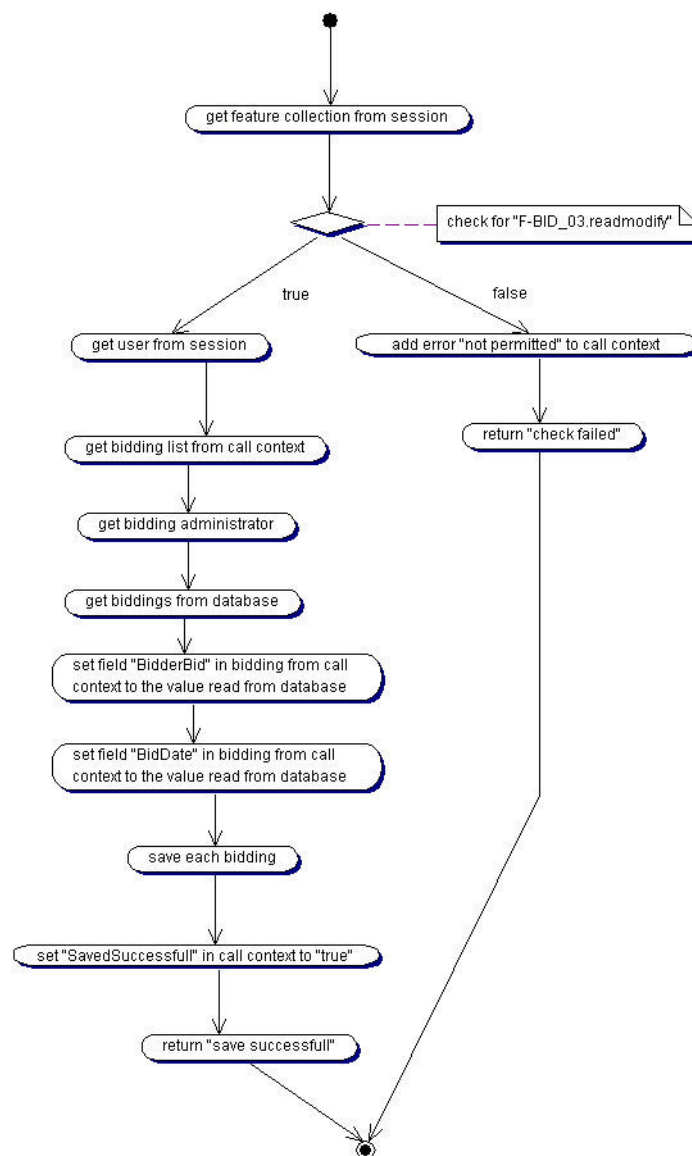 get feature collection from session
check for "F-BID_03.readmodify"
true
false
get user from session
add error "not permitted" to call context
get bidding list from call context
return "check failed"
get bidding administrator
get biddings from database
set field "BidderBid" in bidding from call
context to the value read from database
set field "BidDate" in bidding from call
context to the value read from database
save each bidding
set "SavedSuccessfull" in call context to "true"
return "save successfull"